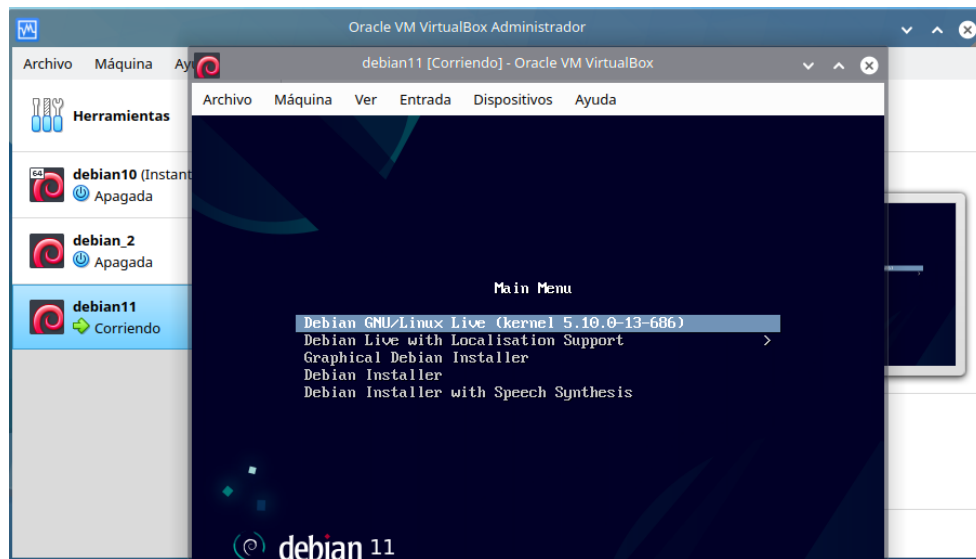 Oracle VM VirtualBox Administrador
Archivo Máquina Ay
debian11 [Corriendo] - Oracle VM VirtualBox
Archivo Máquina Ver Entrada Dispositivos Ayuda
Herramientas
64
debian10 (Instant
Apagada
debian_2
Apagada
debian11
Corriendo
Main Menu
Debian GNU/Linux Live (kernel 5.10.0-13-686)
Debian Live with Localisation Support >
Graphical Debian Installer
Debian Installer
Debian Installer with Speech Synthesis
debian 11